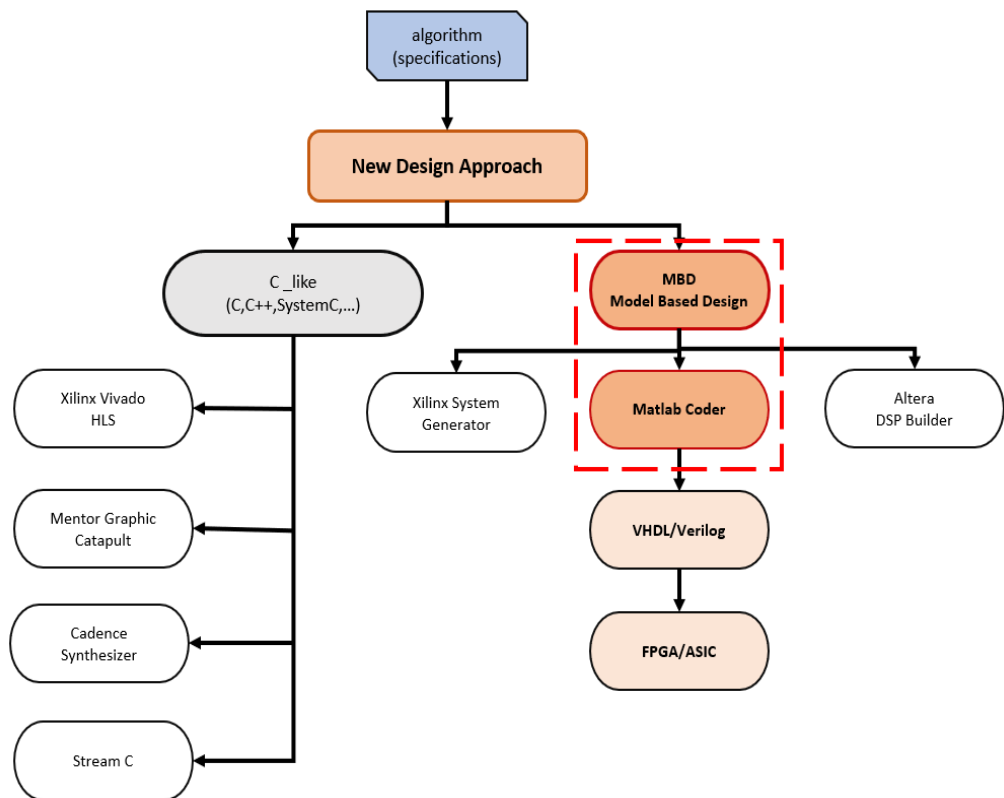 algorithm
(specifications)
New Design Approach
C _like
(C,C++,SystemC,...)
MBD
Model Based Design
Xilinx Vivado
HLS
Xilinx System
Generator
Matlab Coder
Altera
DSP Builder
Mentor Graphic
Catapult
VHDL/Verilog
Cadence
Synthesizer
FPGA/ASIC
Stream C